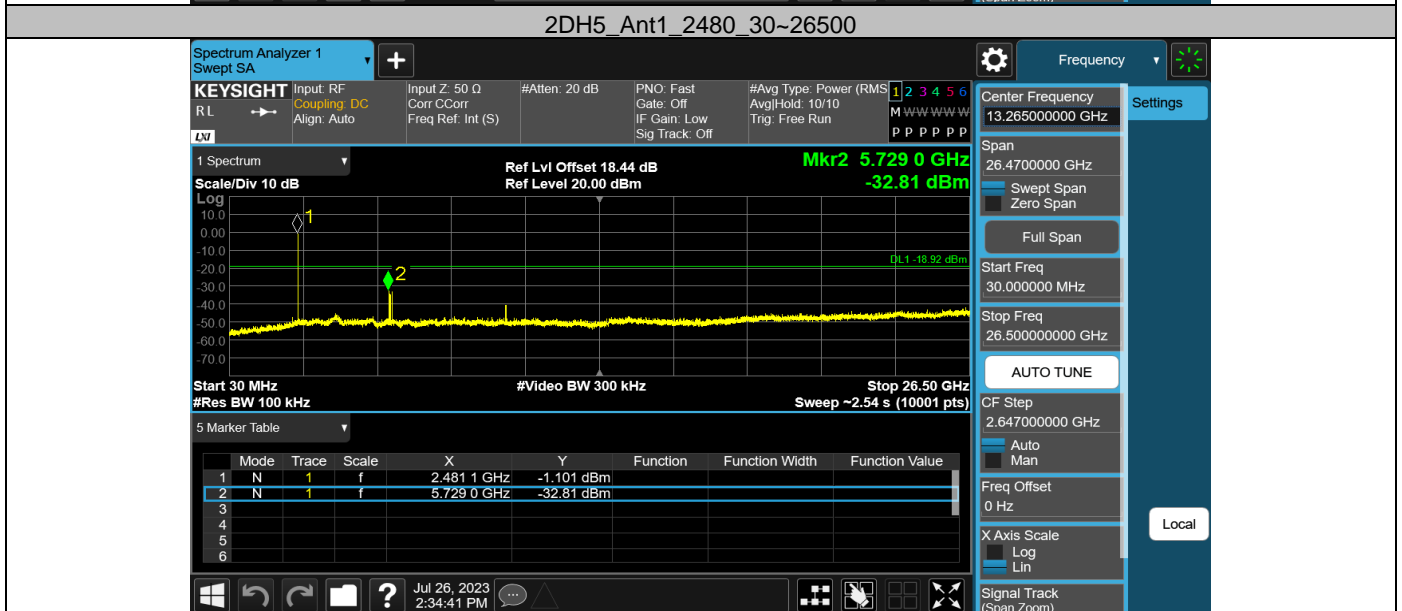 (Span Zoom)
2DH5_Ant1_2480_30~26500
Spectrum Analyzer 1
Swept SA
+
Frequency
KEYSIGHT
RL
LXI
Input: RF
Coupling: DC
Align: Auto
Input Z: 50 Ω
Corr CCorr
Freq Ref: Int (S)
#Atten: 20 dB
PNO: Fast
Gate: Off
IF Gain: Low
Sig Track: Off
#Avg Type: Power (RMS
Avg|Hold: 10/10
Trig: Free Run
1 2 3 4 5 6
M W W W W W
P P P P P P
1 Spectrum
Scale/Div 10 dB
Ref Lvl Offset 18.44 dB
Ref Level 20.00 dBm
Mkr2 5.729 0 GHz
-32.81 dBm
Log
10.0
0.00
-10.0
-20.0
-30.0
-40.0
-50.0
-60.0
-70.0
1
2
DL1 -18.92 dBm
Start 30 MHz
#Res BW 100 kHz
#Video BW 300 kHz
Stop 26.50 GHz
Sweep ~2.54 s (10001 pts)
5 Marker Table
Mode Trace Scale X Y Function Function Width Function Value
1 N 1 f 2.481 1 GHz -1.101 dBm
2 N 1 f 5.729 0 GHz -32.81 dBm
3
4
5
6
Jul 26, 2023
2:34:41 PM
?
Center Frequency
13.265000000 GHz
Settings
Span
26.4700000 GHz
Swept Span
Zero Span
Full Span
Start Freq
30.000000 MHz
Stop Freq
26.500000000 GHz
AUTO TUNE
CF Step
2.647000000 GHz
Auto
Man
Freq Offset
0 Hz
Local
X Axis Scale
Log
Lin
Signal Track
(Span Zoom)